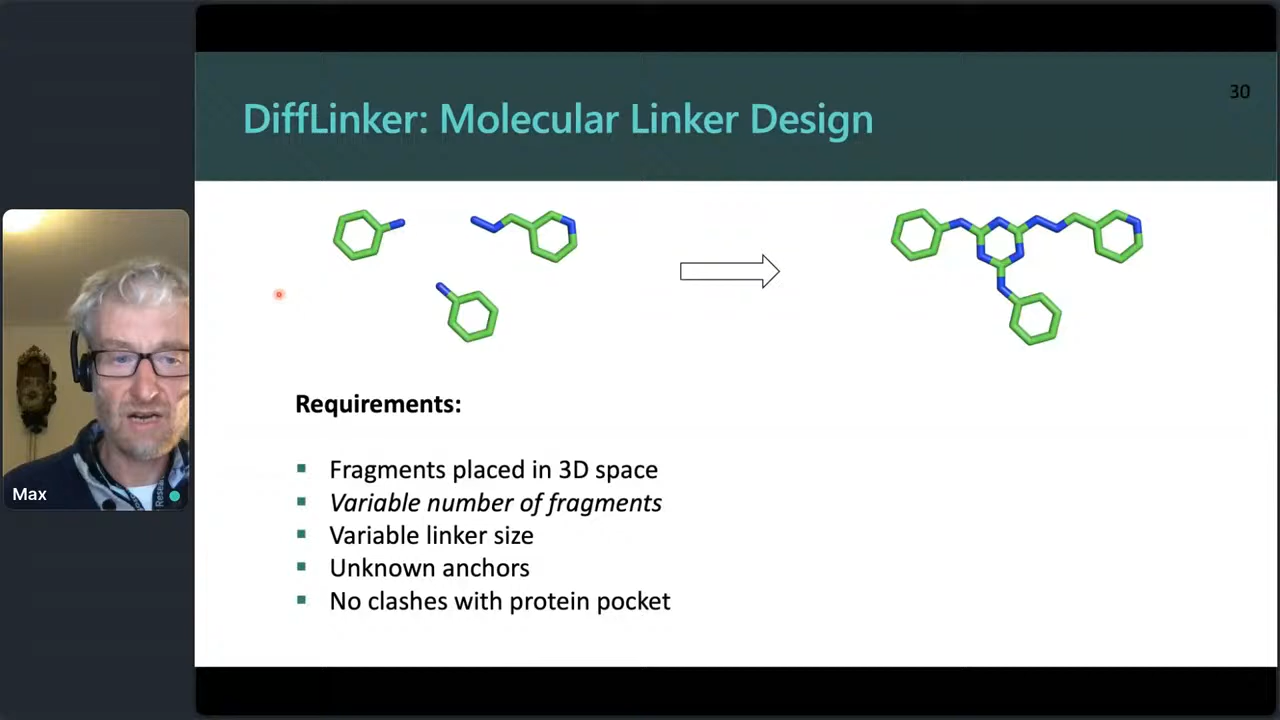 30
DiffLinker: Molecular Linker Design
Requirements:
Fragments placed in 3D space
Variable number of fragments
Variable linker size
Unknown anchors
No clashes with protein pocket
Max